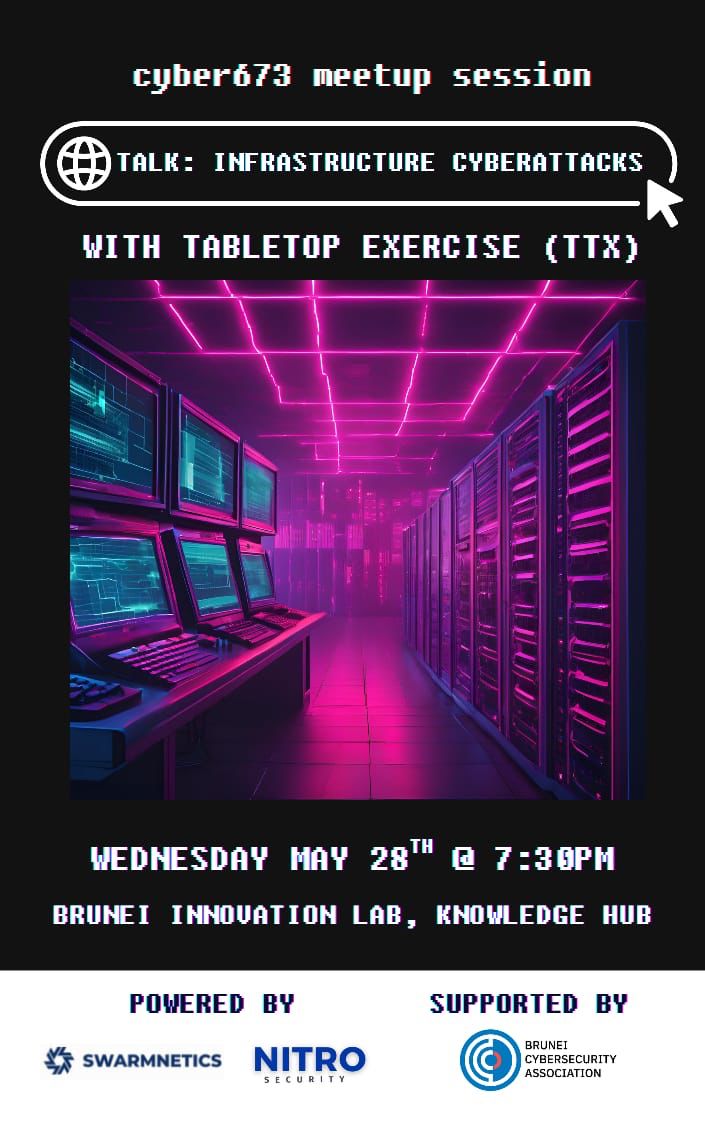 cyber673 meetup session
TALK: INFRASTRUCTURE CYBERATTACKS
WITH TABLETOP EXERCISE (TTX)
WEDNESDAY MAY 28TH @ 7:30PM
BRUNEI INNOVATION LAB, KNOWLEDGE HUB
POWERED BY
SWARMNETICS
NITRO
SECURITY
SUPPORTED BY
BRUNEI
CYBERSECURITY
ASSOCIATION